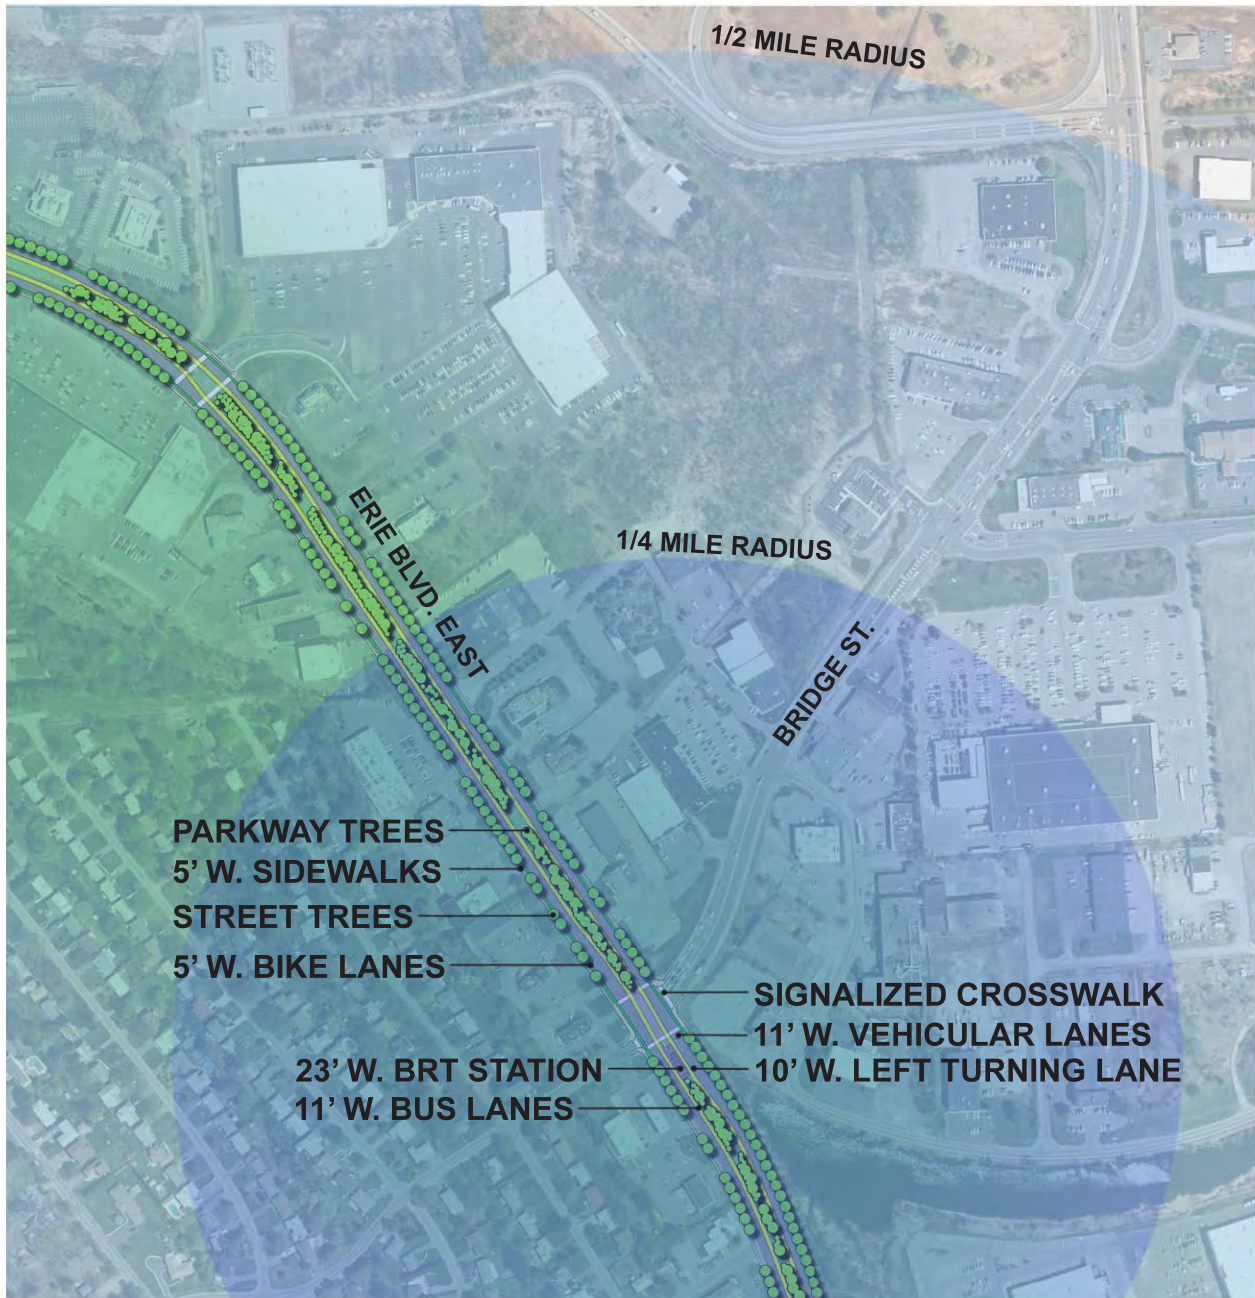 1/2 MILE RADIUS
ERIE BLVD. EAST
1/4 MILE RADIUS
BRIDGE ST.
PARKWAY TREES
5’ W. SIDEWALKS
STREET TREES
5’ W. BIKE LANES
SIGNALIZED CROSSWALK
11’ W. VEHICULAR LANES
23’ W. BRT STATION
10’ W. LEFT TURNING LANE
11’ W. BUS LANES